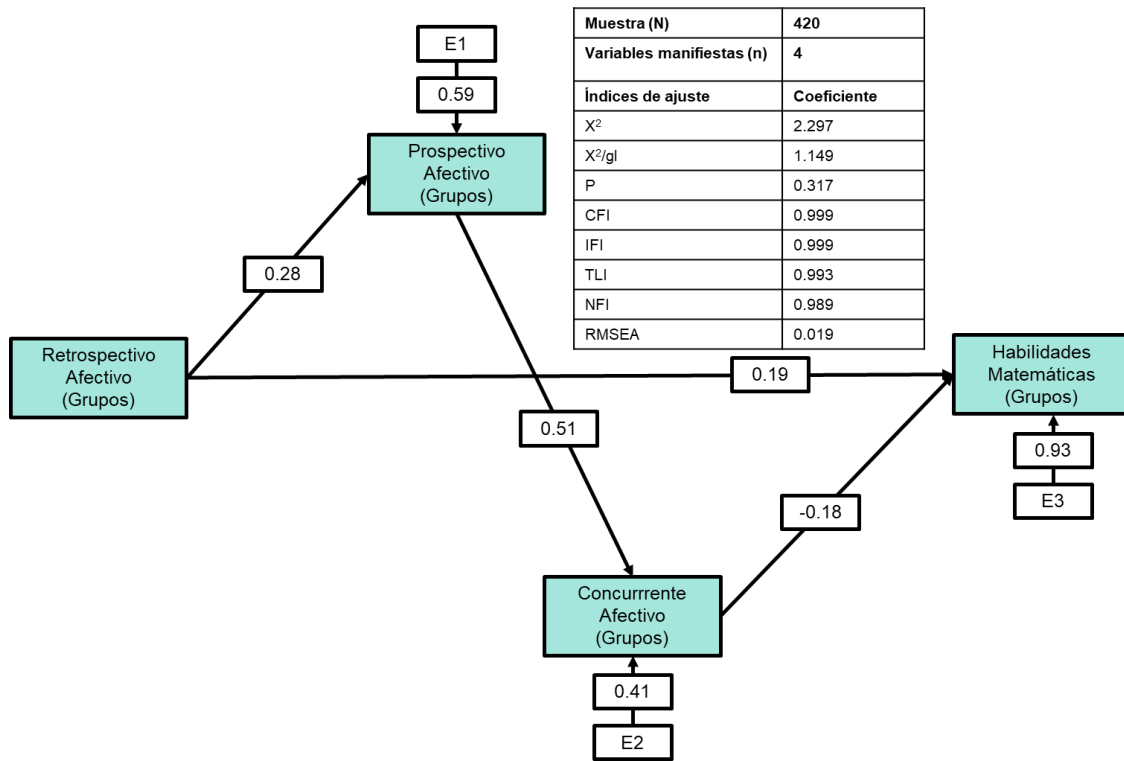 E1
0.59
Prospectivo
Afectivo
(Grupos)
Muestra (N) 420
Variables manifiestas (n) 4
Índices de ajuste Coeficiente
X² 2.297
X²/gl 1.149
P 0.317
CFI 0.999
IFI 0.999
TLI 0.993
NFI 0.989
RMSEA 0.019
0.28
Retrospectivo
Afectivo
(Grupos)
0.19
Habilidades
Matemáticas
(Grupos)
0.51
0.93
E3
-0.18
Concurrrente
Afectivo
(Grupos)
0.41
E2